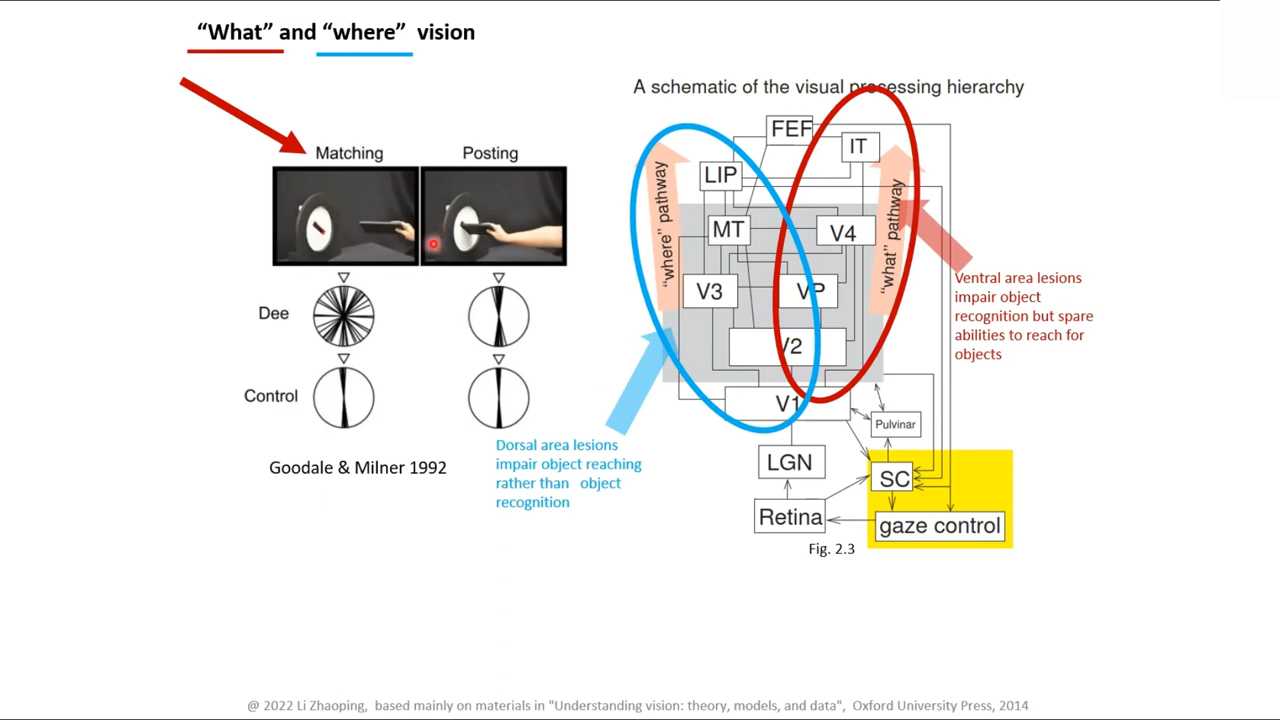 “What” and “where” vision
Matching
Posting
Dee
Control
Goodale & Milner 1992
A schematic of the visual processing hierarchy
FEF
IT
LIP
MT
V4
V3
VP
V2
V1
“where” pathway
“what” pathway
Pulvinar
LGN
SC
Retina
gaze control
Fig. 2.3
Dorsal area lesions
impair object reaching
rather than object
recognition
Ventral area lesions
impair object
recognition but spare
abilities to reach for
objects
@ 2022 Li Zhaoping, based mainly on materials in "Understanding vision: theory, models, and data", Oxford University Press, 2014